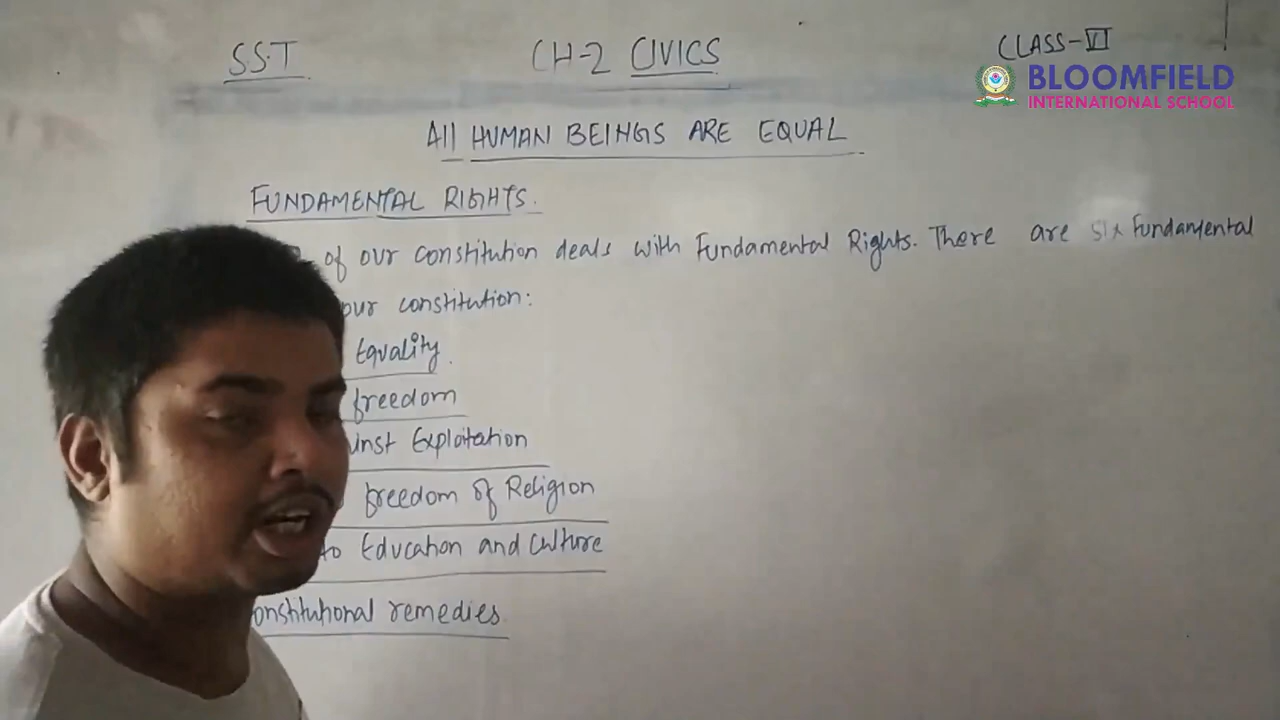 SST
CH-2 CIVICS
CLASS-VI
BLOOMFIELD
INTERNATIONAL SCHOOL
All HUMAN BEINGS ARE EQUAL
FUNDAMENTAL RIGHTS.
of our constitution deals with Fundamental Rights. There are six Fundamental
our constitution:
Equality.
freedom
inst Exploitation
freedom of Religion
to Education and culture
onstitutional remedies